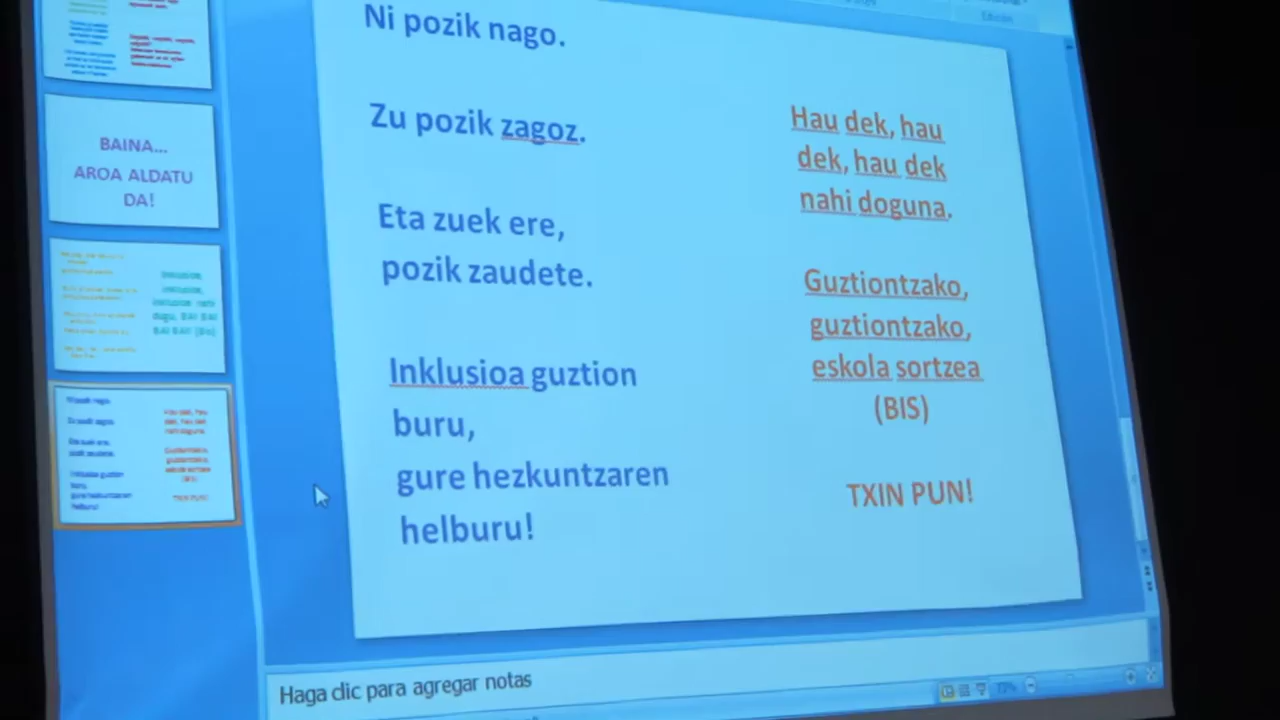 BAINA...
AROA ALDATU
DA!
Ni pozik nago.
Zu pozik zagoz.
Eta zuek ere,
pozik zaudete.
Inklusioa guztion
buru,
gure hezkuntzaren
helburu!
Hau dek, hau
dek, hau dek
nahi doguna.
Guztiontzako,
guztiontzako,
eskola sortzea
(BIS)
TXIN PUN!
Haga clic para agregar notas